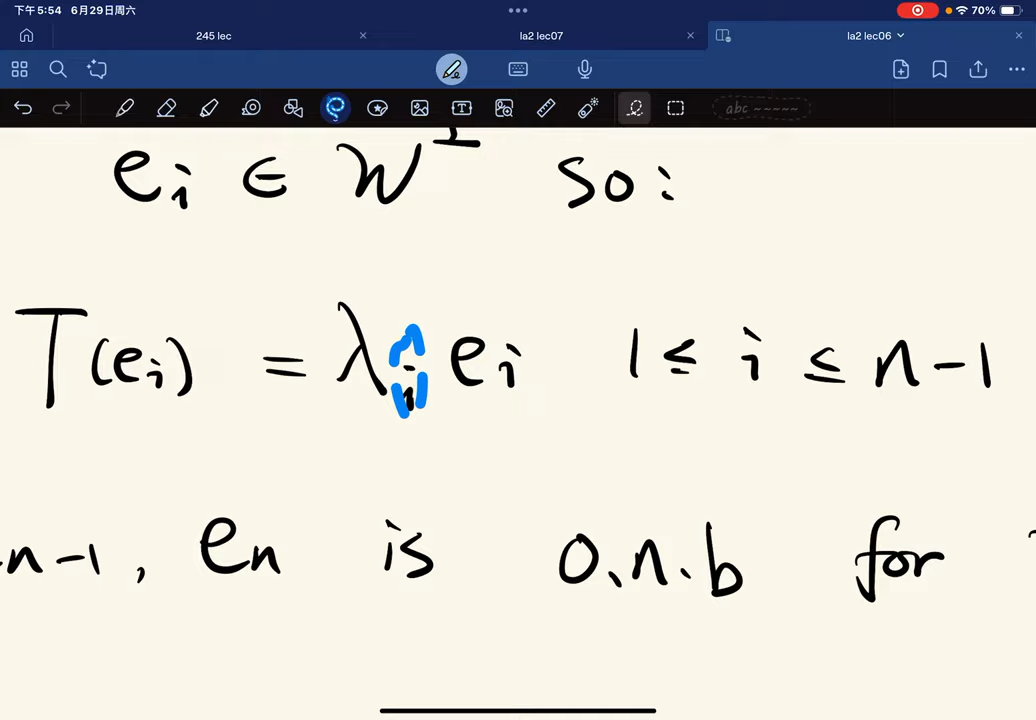 下午5:54 6月29日周六 70%
245 lec la2 lec07 la2 lec06
abc
eᵢ ∈ W^⊥ so:
T(eᵢ) = λᵢ eᵢ 1 ≤ i ≤ n-1
n-1, eₙ is o.n.b for